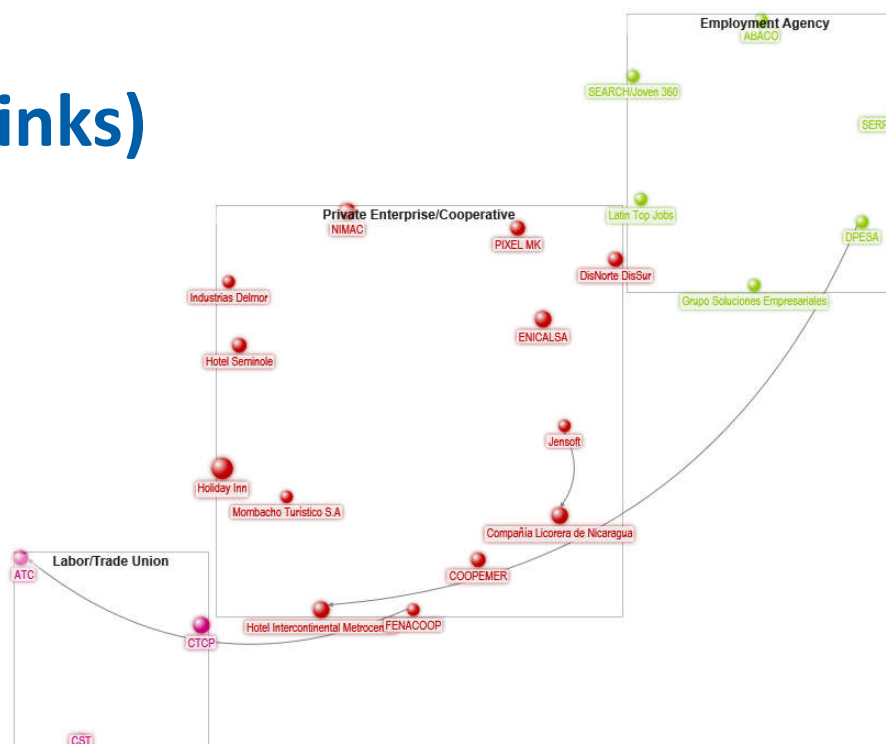 inks)
Employment Agency
ABACO
SEARCH/Joven 360
SERF
Latin Top Jobs
DPESA
Grupo Soluciones Empresariales
Private Enterprise/Cooperative
NIMAC
PIXEL MK
DisNorte DisSur
Industrias Delmor
ENICALSA
Hotel Seminole
Jensoft
Holiday Inn
Mombacho Turistico S.A
Compañia Licorera de Nicaragua
COOPEMER
Hotel Intercontinental Metrocen
FENACOOP
Labor/Trade Union
ATC
CTCP
CST